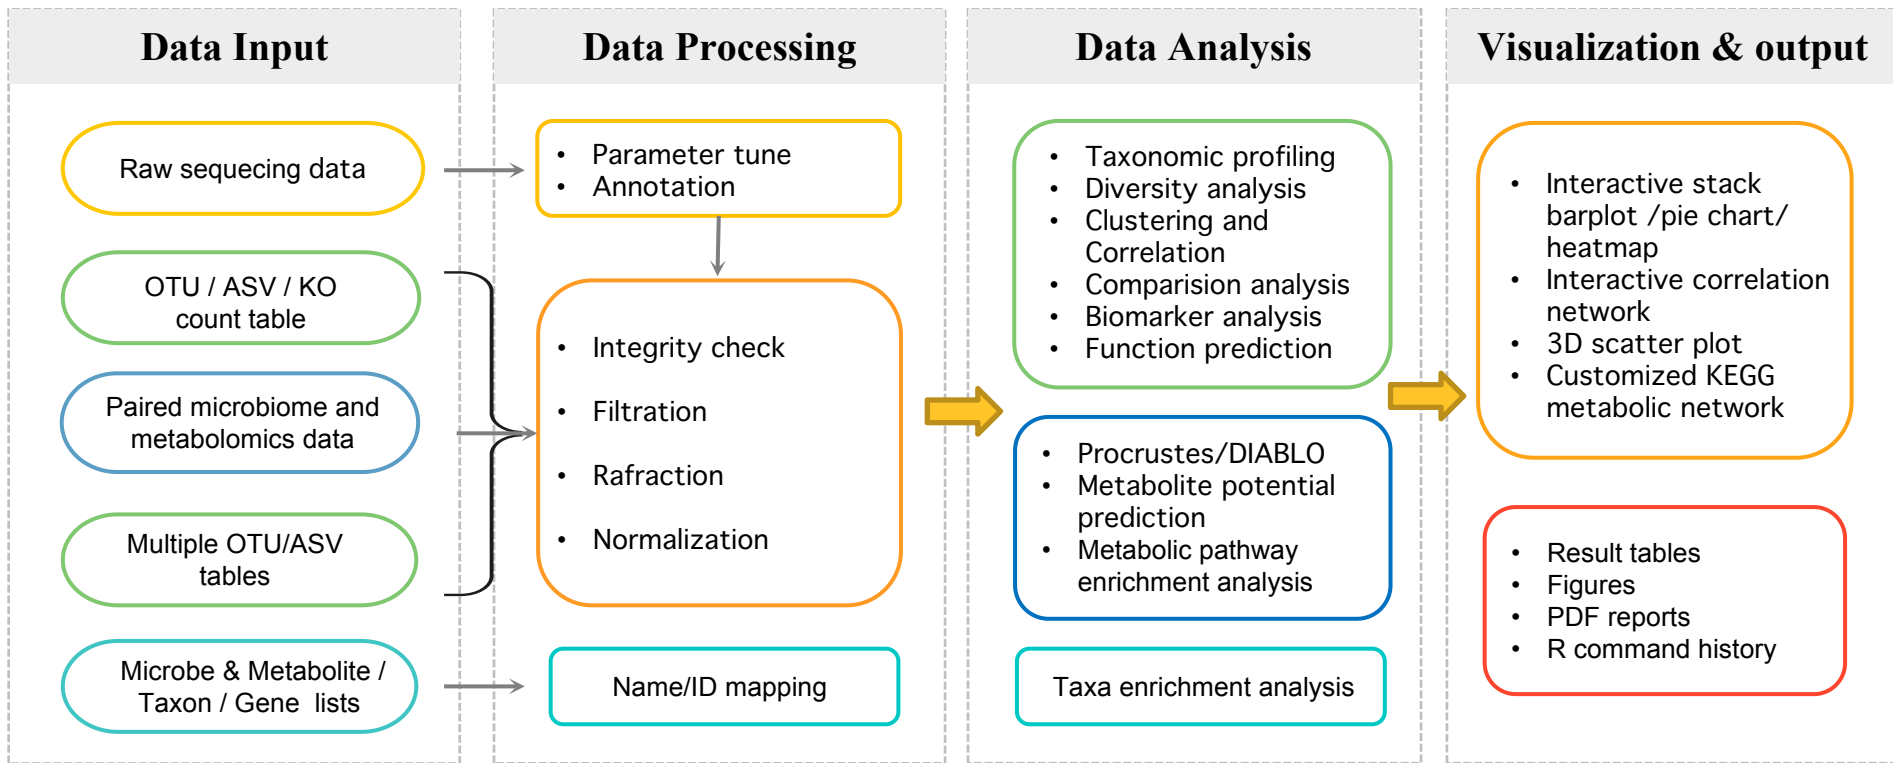 Data Input
Raw sequecing data
OTU / ASV / KO
count table
Paired microbiome and
metabolomics data
Multiple OTU/ASV
tables
Microbe & Metabolite /
Taxon / Gene lists
Data Processing
• Parameter tune
• Annotation
• Integrity check
• Filtration
• Rafraction
• Normalization
Name/ID mapping
Data Analysis
• Taxonomic profiling
• Diversity analysis
• Clustering and
Correlation
• Comparision analysis
• Biomarker analysis
• Function prediction
• Procrustes/DIABLO
• Metabolite potential
prediction
• Metabolic pathway
enrichment analysis
Taxa enrichment analysis
Visualization & output
• Interactive stack
barplot /pie chart/
heatmap
• Interactive correlation
network
• 3D scatter plot
• Customized KEGG
metabolic network
• Result tables
• Figures
• PDF reports
• R command history